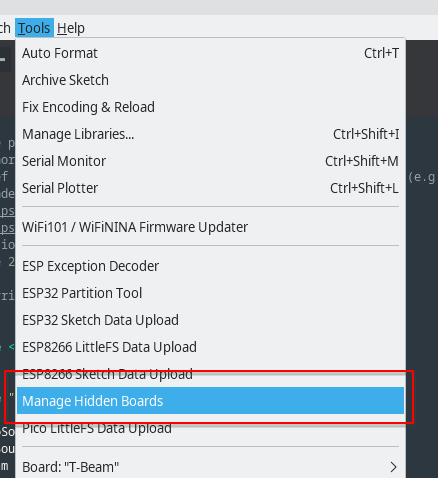 ch Tools Help
Auto Format Ctrl+T
Archive Sketch
Fix Encoding & Reload
Manage Libraries... Ctrl+Shift+I
Serial Monitor Ctrl+Shift+M
Serial Plotter Ctrl+Shift+L
(e.g
WiFi101 / WiFiNINA Firmware Updater
ESP Exception Decoder
ESP32 Partition Tool
ESP32 Sketch Data Upload
ESP8266 LittleFS Data Upload
ESP8266 Sketch Data Upload
Manage Hidden Boards
Pico LittleFS Data Upload
Board: "T-Beam"